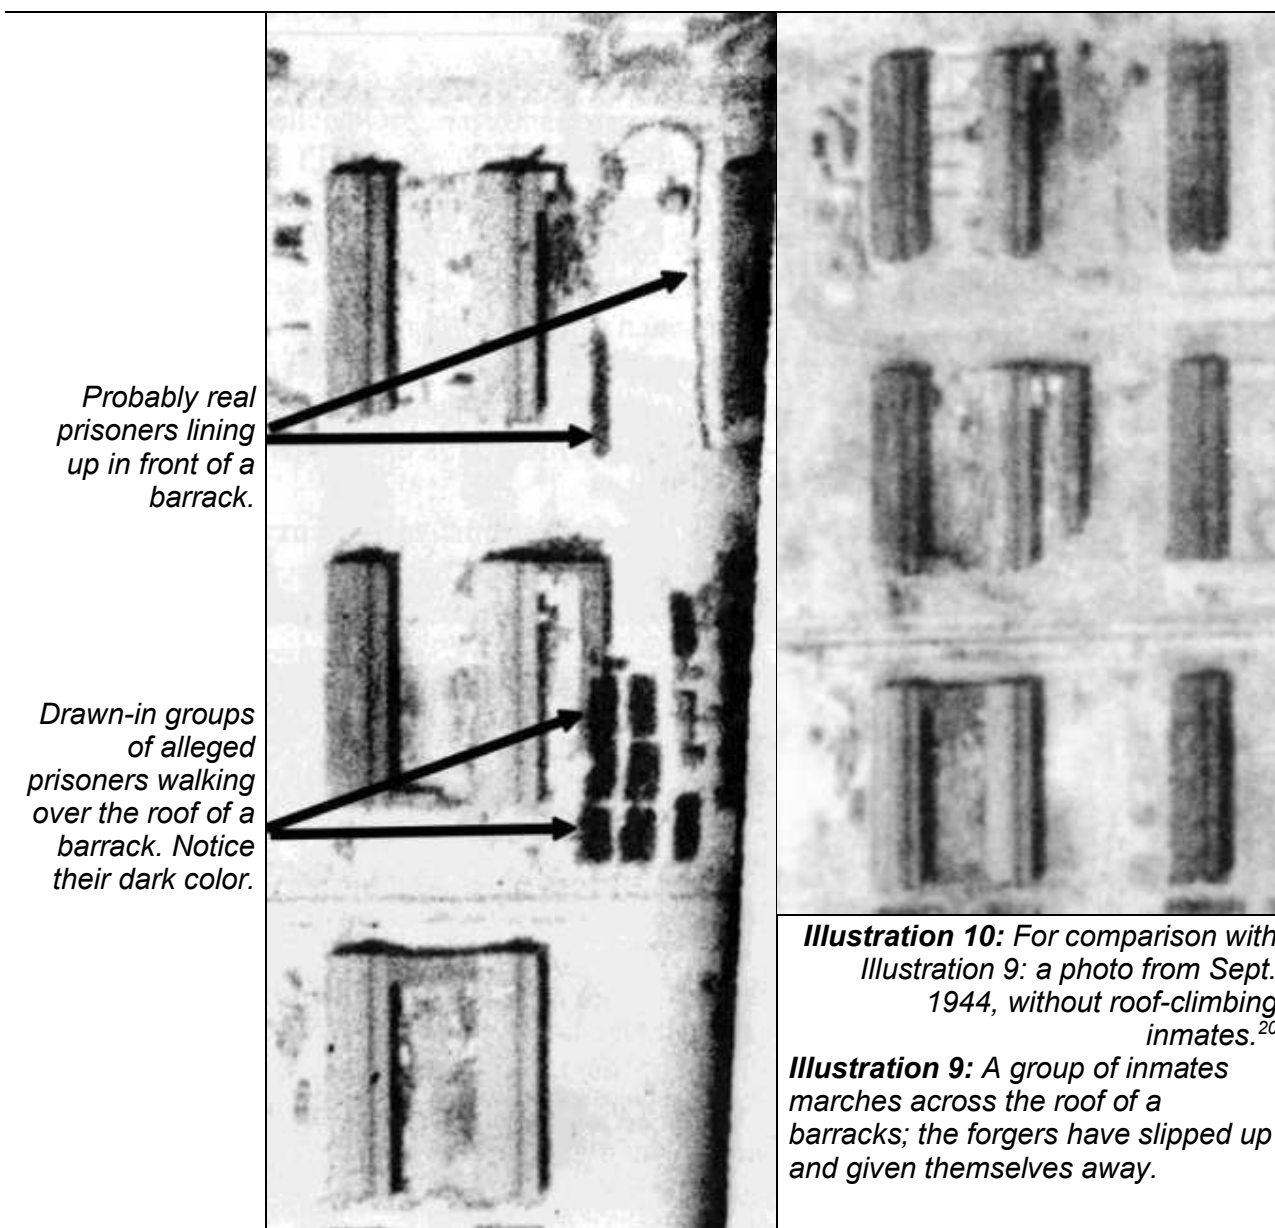 Probably real
prisoners lining
up in front of a
barrack.
Drawn-in groups
of alleged
prisoners walking
over the roof of a
barrack. Notice
their dark color.
Illustration 10: For comparison with
Illustration 9: a photo from Sept.
1944, without roof-climbing
inmates.20
Illustration 9: A group of inmates
marches across the roof of a
barracks; the forgers have slipped up
and given themselves away.